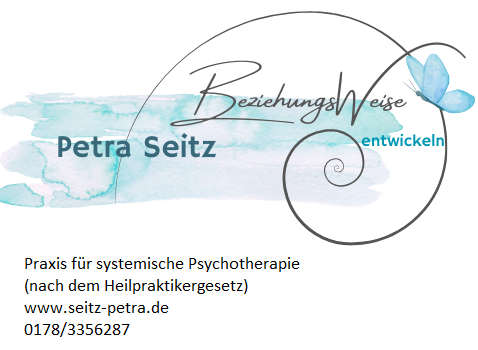 BeziehungsWeise
entwickeln
Petra Seitz
Praxis für systemische Psychotherapie
(nach dem Heilpraktikergesetz)
www.seitz-petra.de
0178/3356287